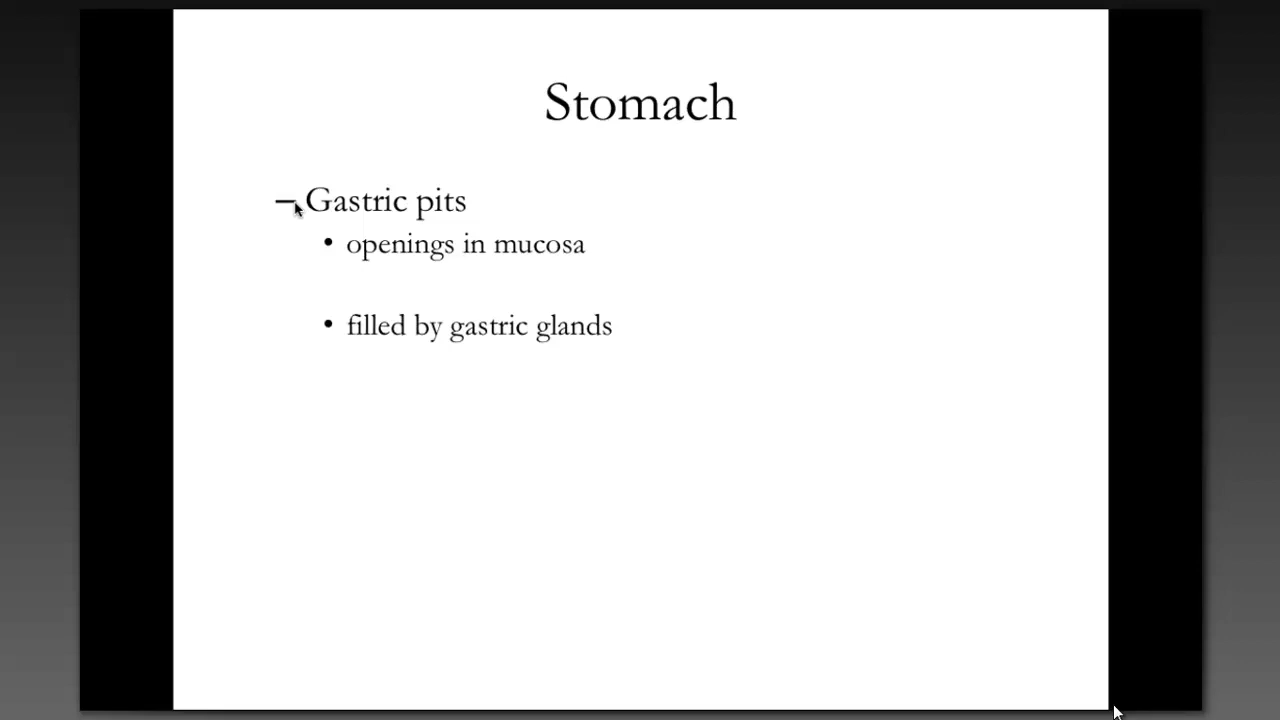 Stomach
– Gastric pits
• openings in mucosa
• filled by gastric glands